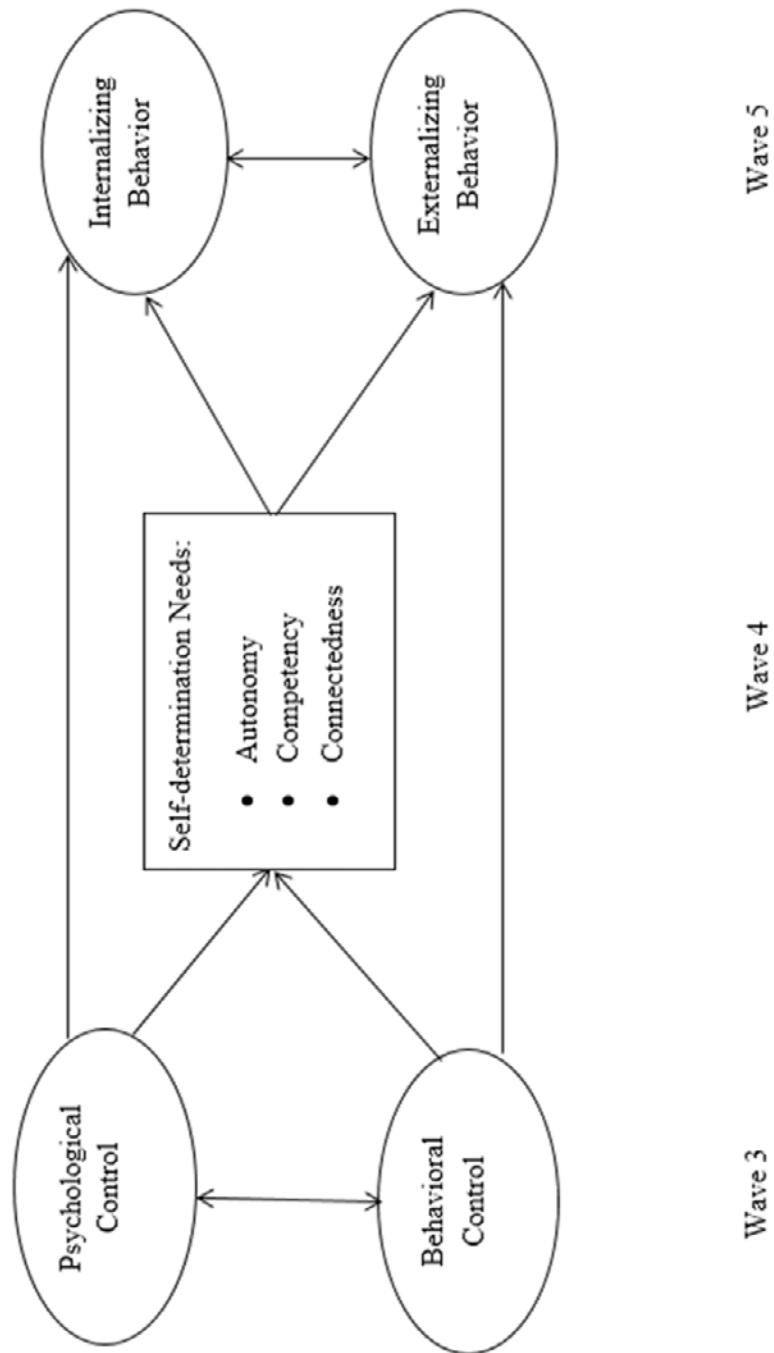 Psychological
Control
Behavioral
Control
Wave 3
Self-determination Needs:
• Autonomy
• Competency
• Connectedness
Wave 4
Internalizing
Behavior
Externalizing
Behavior
Wave 5